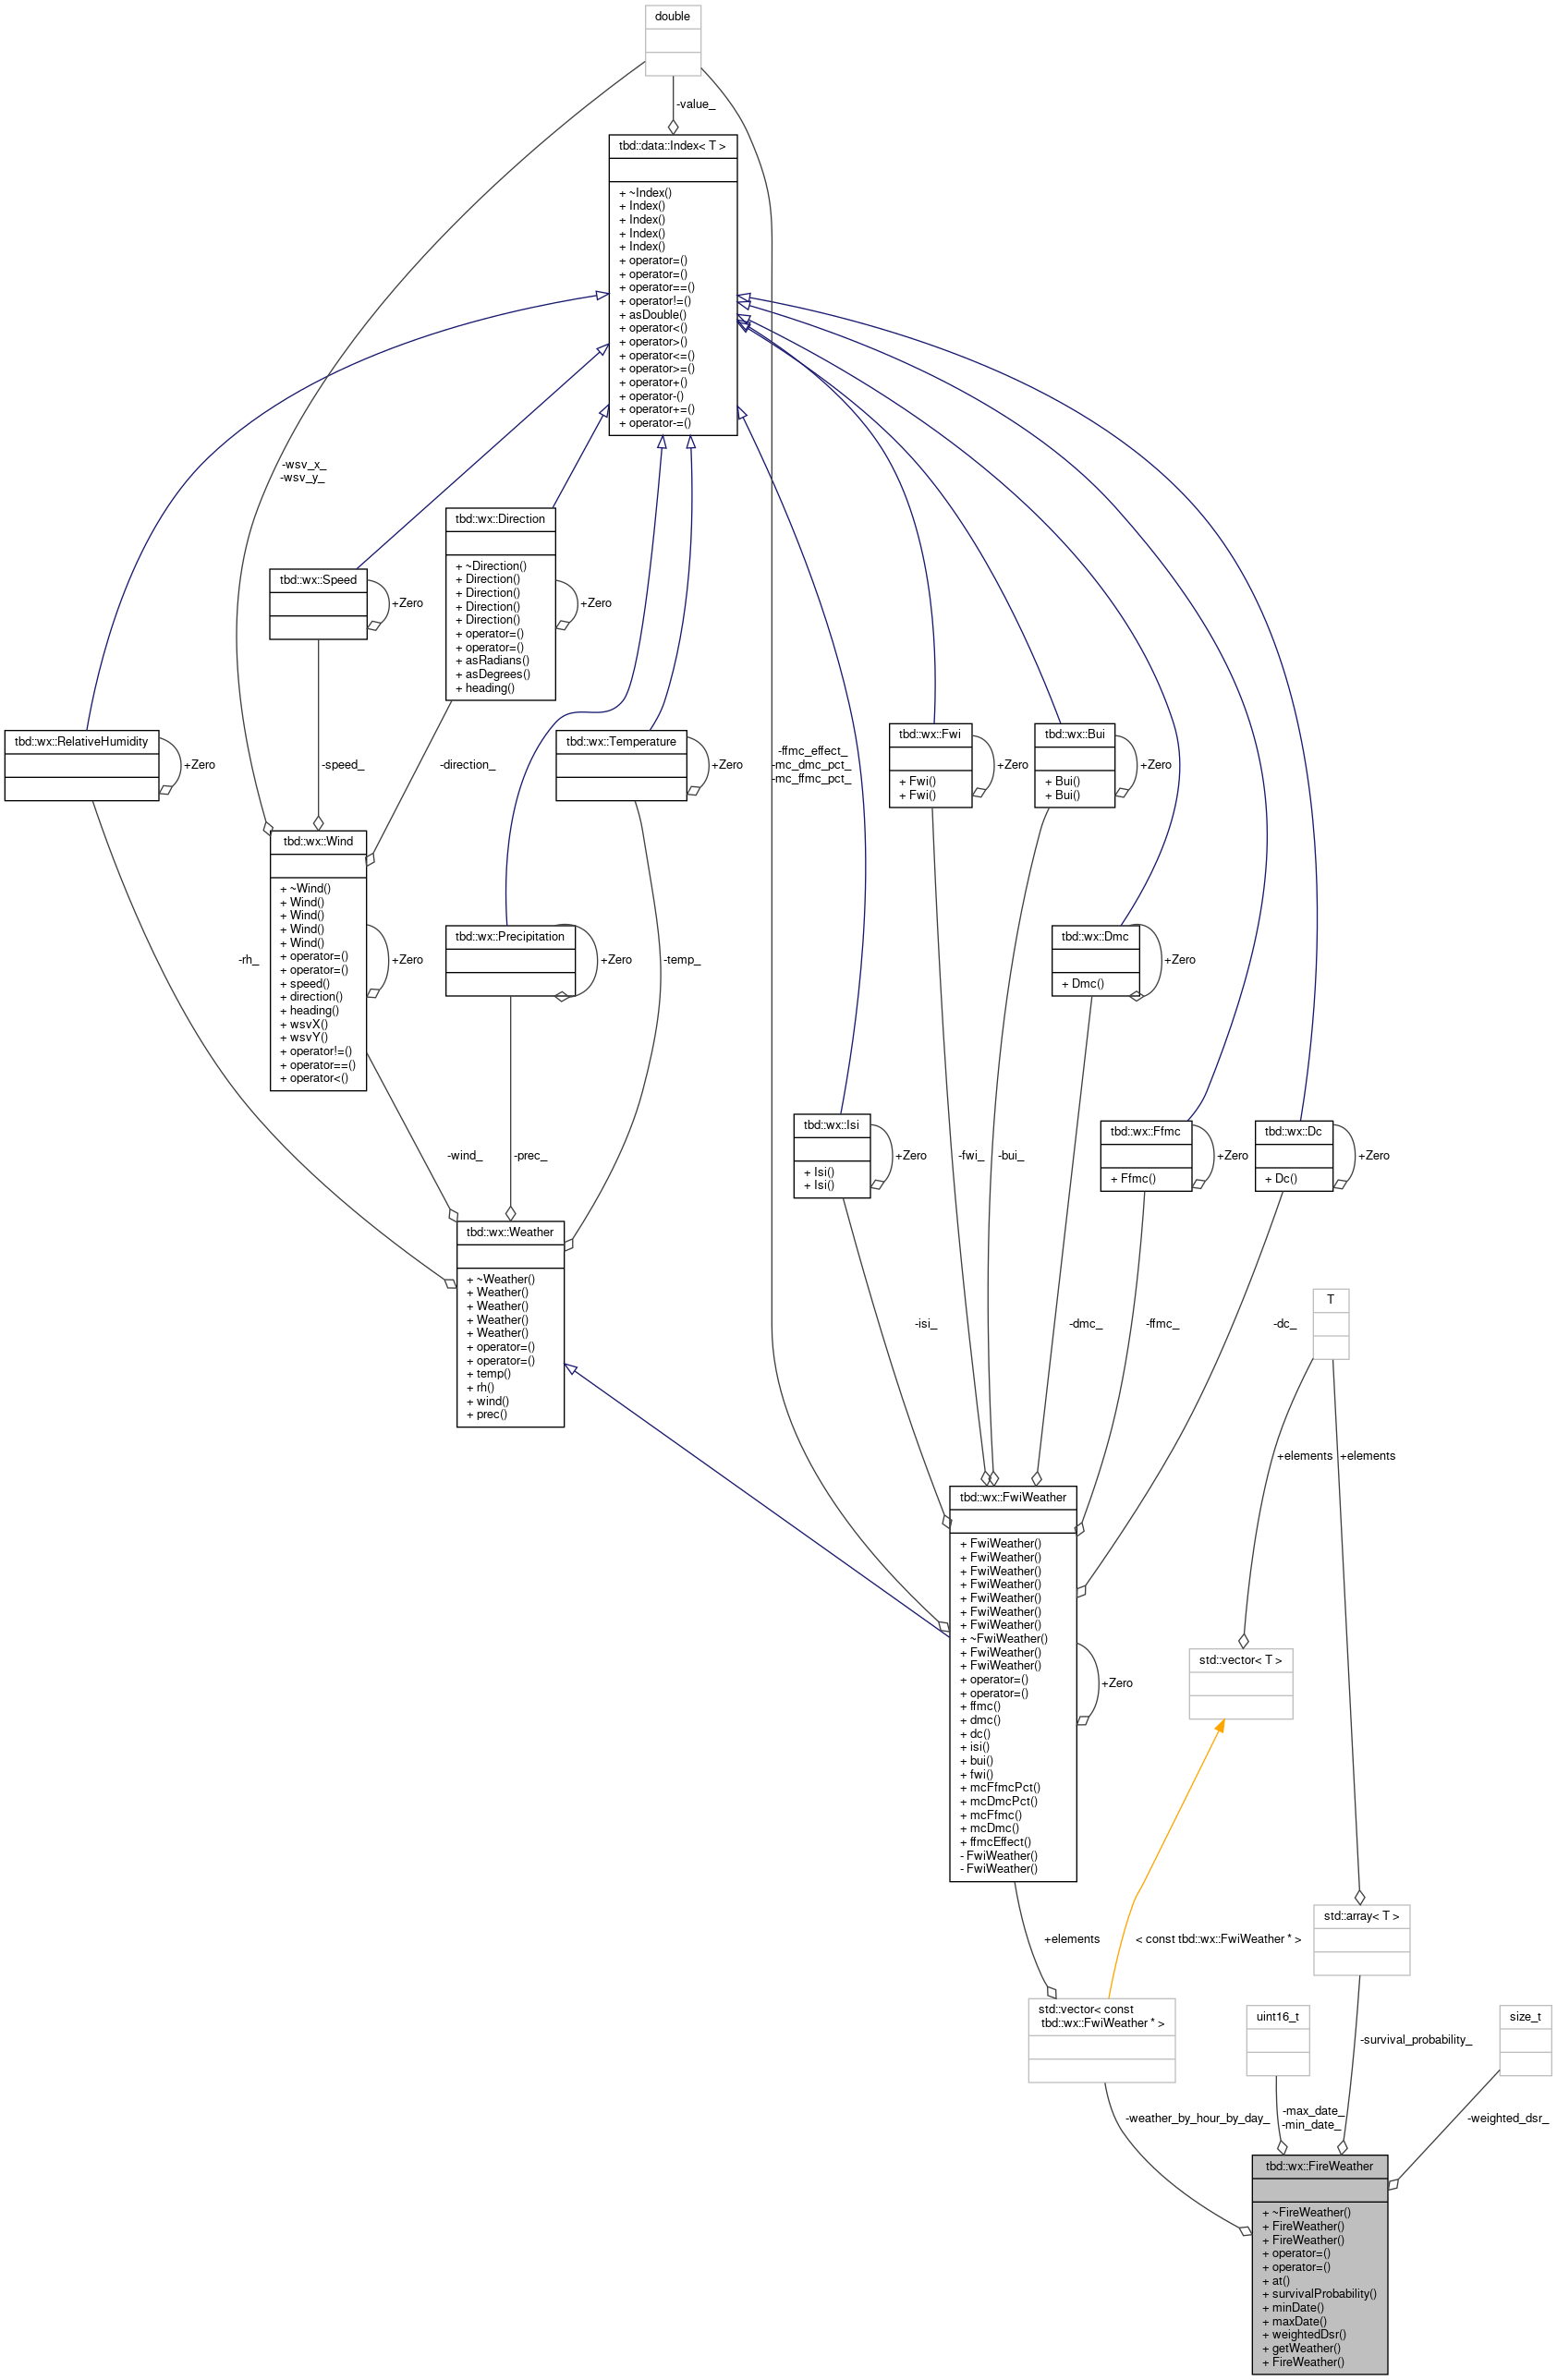 double
-value_
tbd::data::Index< T >
+ ~Index()
+ Index()
+ Index()
+ Index()
+ Index()
+ operator=()
+ operator=()
+ operator==()
+ operator!=()
+ asDouble()
+ operator<()
+ operator>()
+ operator<=()
+ operator>=()
+ operator+()
+ operator-()
+ operator+=()
+ operator-=()
-wsv_x_
-wsv_y_
tbd::wx::Direction
+ ~Direction()
+ Direction()
+ Direction()
+ Direction()
+ Direction()
+ operator=()
+ operator=()
+ asRadians()
+ asDegrees()
+ heading()
+Zero
tbd::wx::Speed
+Zero
tbd::wx::RelativeHumidity
+Zero
-speed_
-direction_
tbd::wx::Temperature
+Zero
-ffmc_effect_
-mc_dmc_pct_
-mc_ffmc_pct_
tbd::wx::Fwi
+ Fwi()
+ Fwi()
+Zero
tbd::wx::Bui
+ Bui()
+ Bui()
+Zero
tbd::wx::Wind
+ ~Wind()
+ Wind()
+ Wind()
+ Wind()
+ Wind()
+ operator=()
+ operator=()
+ speed()
+ direction()
+ heading()
+ wsvX()
+ wsvY()
+ operator!=()
+ operator==()
+ operator<()
+Zero
-rh_
tbd::wx::Precipitation
+Zero
-temp_
tbd::wx::Dmc
+ Dmc()
+Zero
tbd::wx::Isi
+ Isi()
+ Isi()
+Zero
tbd::wx::Ffmc
+ Ffmc()
+Zero
tbd::wx::Dc
+ Dc()
+Zero
-wind_
-prec_
-fwi_
-bui_
tbd::wx::Weather
+ ~Weather()
+ Weather()
+ Weather()
+ Weather()
+ Weather()
+ operator=()
+ operator=()
+ temp()
+ rh()
+ wind()
+ prec()
-isi_
-dmc_
-ffmc_
-dc_
T
+elements
+elements
tbd::wx::FwiWeather
+ FwiWeather()
+ FwiWeather()
+ FwiWeather()
+ FwiWeather()
+ FwiWeather()
+ FwiWeather()
+ FwiWeather()
+ ~FwiWeather()
+ FwiWeather()
+ FwiWeather()
+ operator=()
+ operator=()
+ ffmc()
+ dmc()
+ dc()
+ isi()
+ bui()
+ fwi()
+ mcFfmcPct()
+ mcDmcPct()
+ mcFfmc()
+ mcDmc()
+ ffmcEffect()
- FwiWeather()
- FwiWeather()
+Zero
std::vector< T >
std::array< T >
+elements
< const tbd::wx::FwiWeather * >
std::vector< const
tbd::wx::FwiWeather * >
uint16_t
size_t
-survival_probability_
-weather_by_hour_by_day_
-max_date_
-min_date_
-weighted_dsr_
tbd::wx::FireWeather
+ ~FireWeather()
+ FireWeather()
+ FireWeather()
+ operator=()
+ operator=()
+ at()
+ survivalProbability()
+ minDate()
+ maxDate()
+ weightedDsr()
+ getWeather()
+ FireWeather()